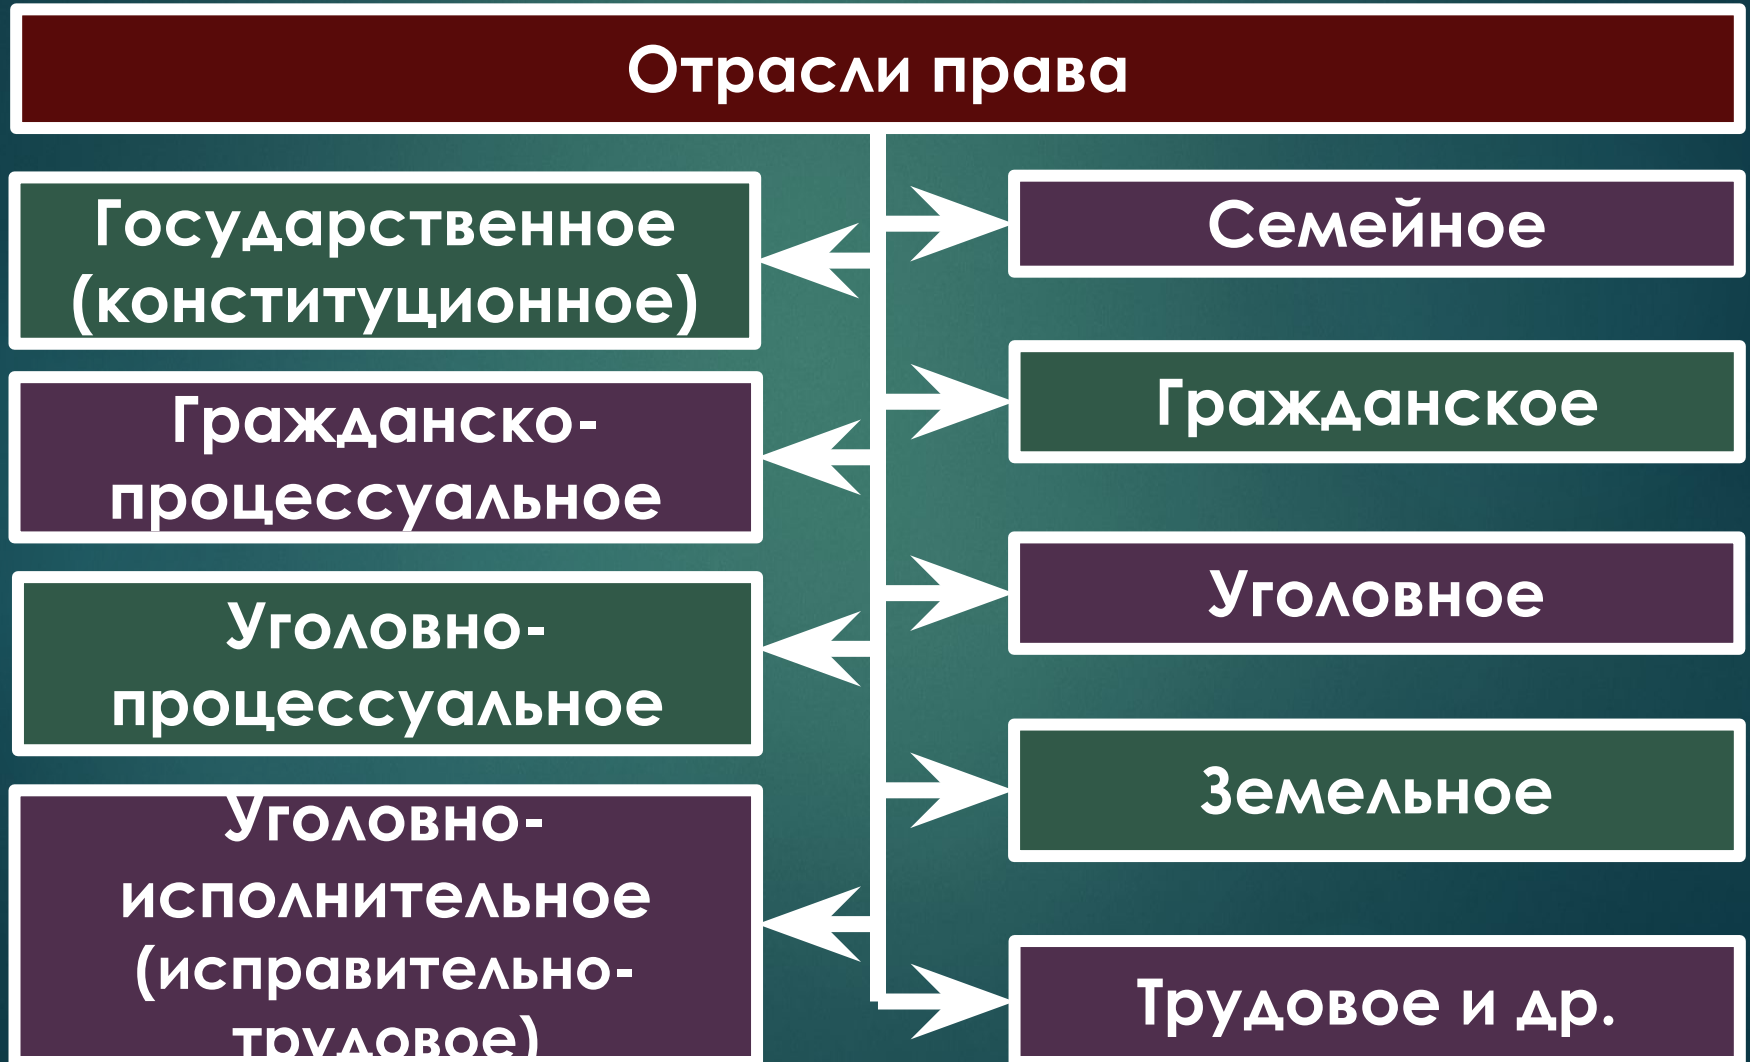 Отрасли права
Государственное
(конституционное)
Гражданско-
процессуальное
Уголовно-
процессуальное
Уголовно-
исполнительное
(исправительно-
трудовое)
Семейное
Гражданское
Уголовное
Земельное
Трудовое и др.